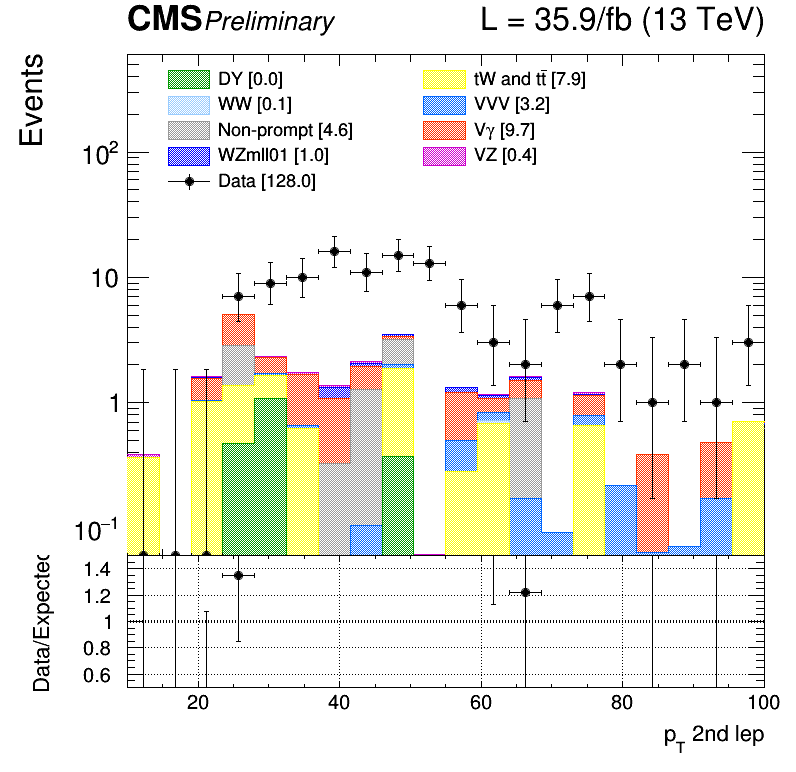 CMS Preliminary L = 35.9/fb (13 TeV)
Events
DY [0.0] tW and tt̄ [7.9]
WW [0.1] VVV [3.2]
Non-prompt [4.6] Vγ [9.7]
WZmll01 [1.0] VZ [0.4]
Data [128.0]
10²
10
1
10⁻¹
Data/Expected
1.4
1.2
1
0.8
0.6
20 40 60 80 100
p_T 2nd lep